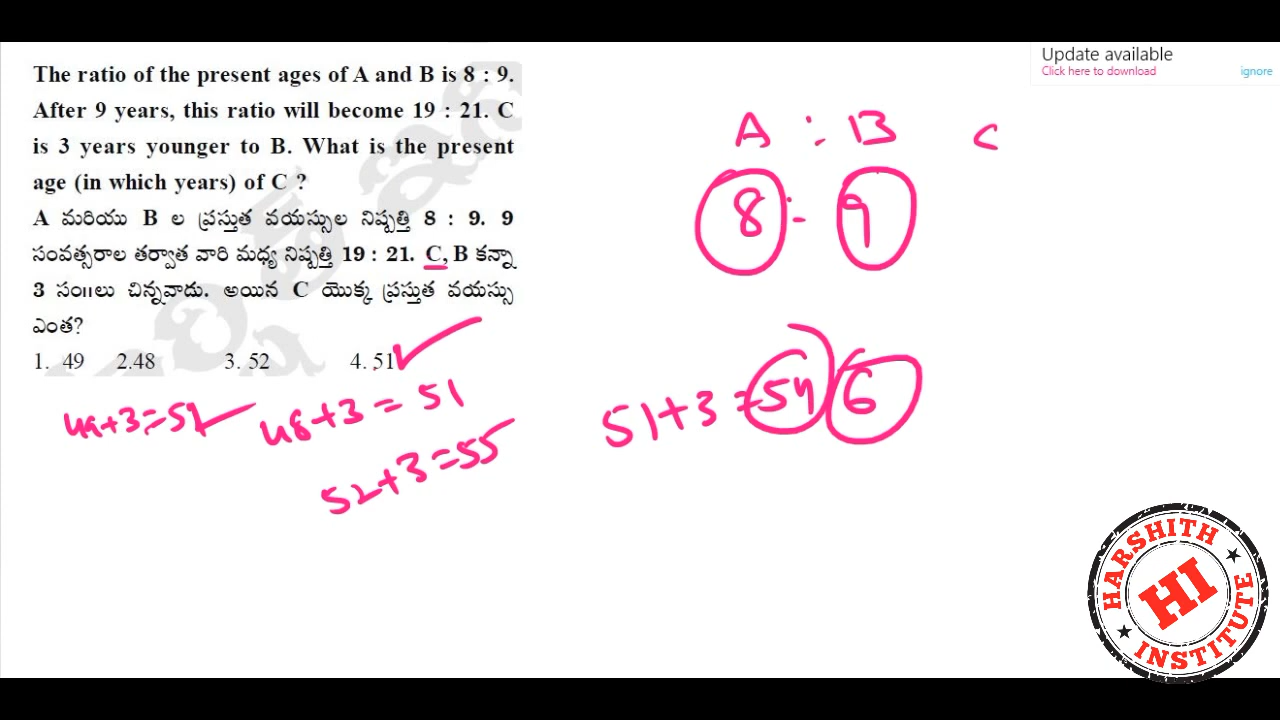 The ratio of the present ages of A and B is 8 : 9.
After 9 years, this ratio will become 19 : 21. C
is 3 years younger to B. What is the present
age (in which years) of C ?
A మరియు B ల ప్రస్తుత వయస్సుల నిష్పత్తి 8 : 9. 9
సంవత్సరాల తర్వాత వారి మధ్య నిష్పత్తి 19 : 21. C, B కన్నా
3 సం॥లు చిన్నవాడు. అయిన C యొక్క ప్రస్తుత వయస్సు
ఎంత?
1. 49 2.48 3. 52 4. 51
Update available
Click here to download ignore
A : B C
8 : 9
51+3 = 54 6
48+3 = 51
52+3=55
HARSHITH
HI
INSTITUTE